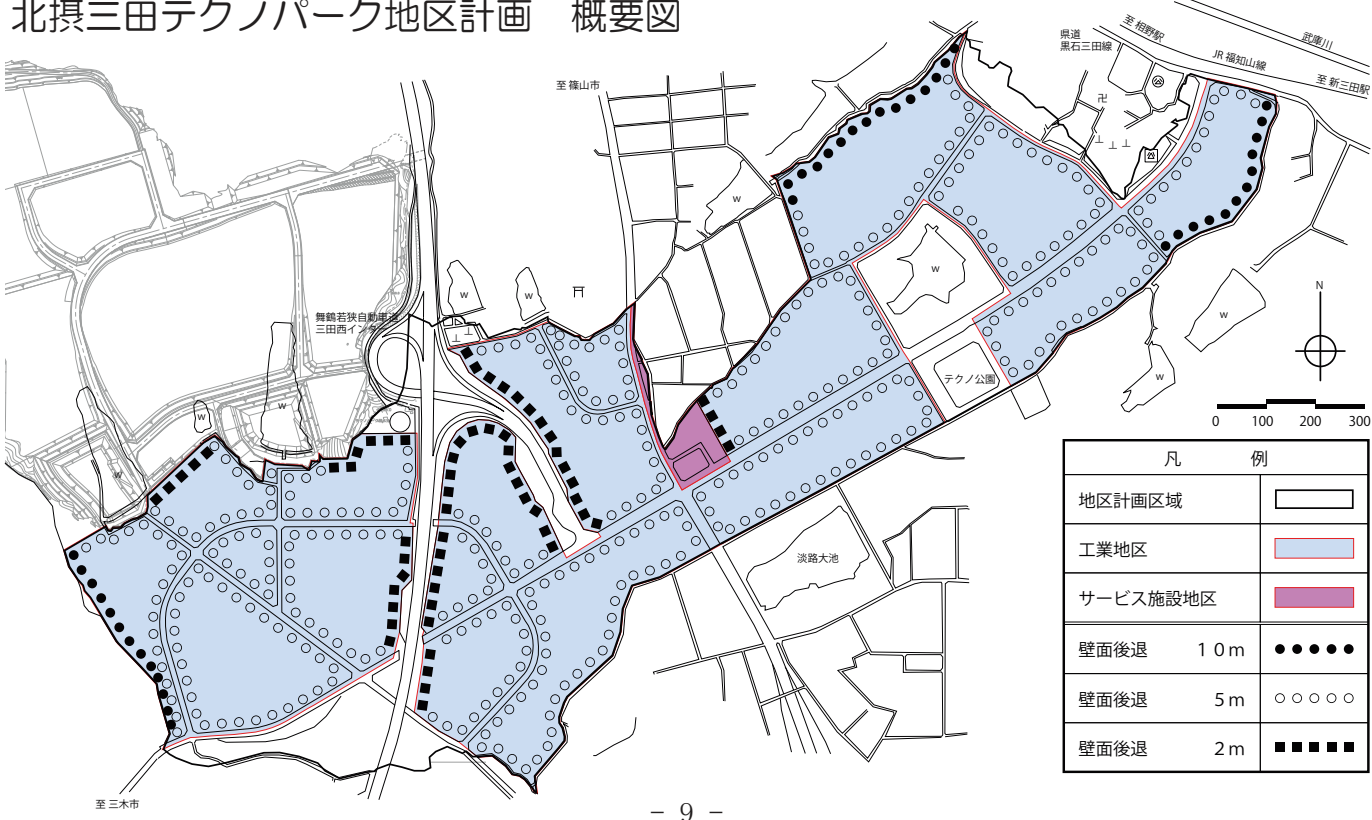 北摂三田テクノパーク地区計画　概要図
武庫川
至 相野駅
JR 福知山線
至 新三田駅
県道
黒石三田線
至 篠山市
卍
W
W
W
W
W
W
W
W
W
W
舞鶴若狭自動車道
三田西インター
テクノ公園
淡路大池
至 三木市
N
0 100 200 300
凡　例
地区計画区域
工業地区
サービス施設地区
壁面後退 10m
壁面後退 5m
壁面後退 2m
− 9 −